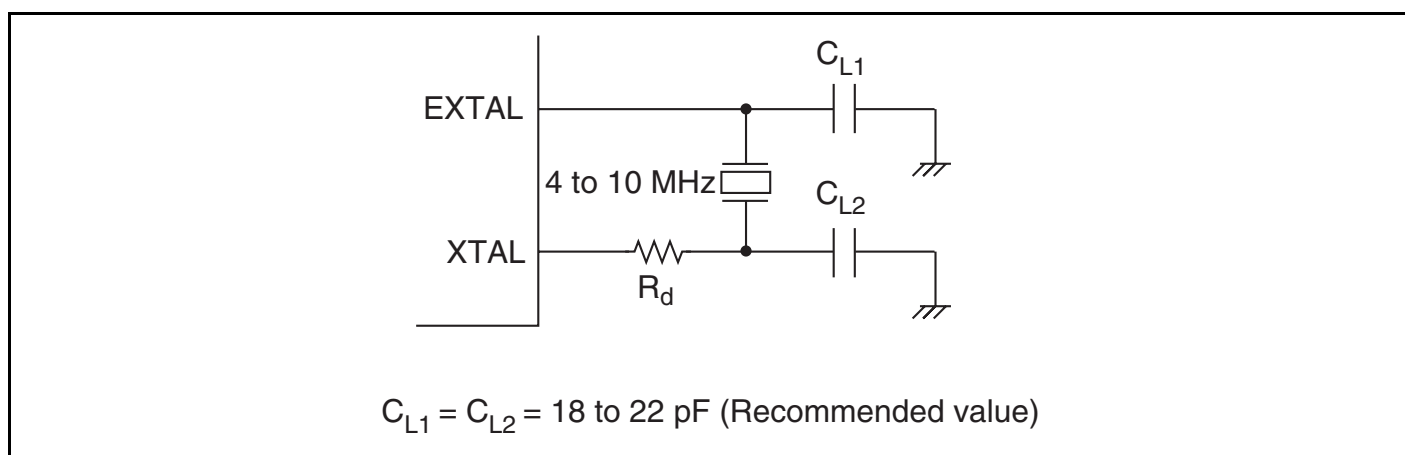 C_L1
EXTAL
4 to 10 MHz
C_L2
XTAL
R_d
C_L1 = C_L2 = 18 to 22 pF (Recommended value)